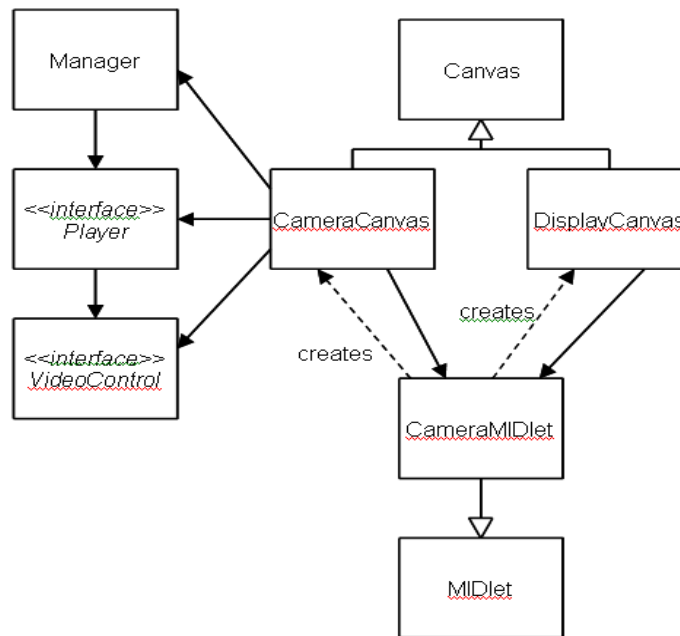 Manager
Canvas
<<interface>>
Player
CameraCanvas
DisplayCanvas
<<interface>>
VideoControl
creates
creates
CameraMIDlet
MIDlet